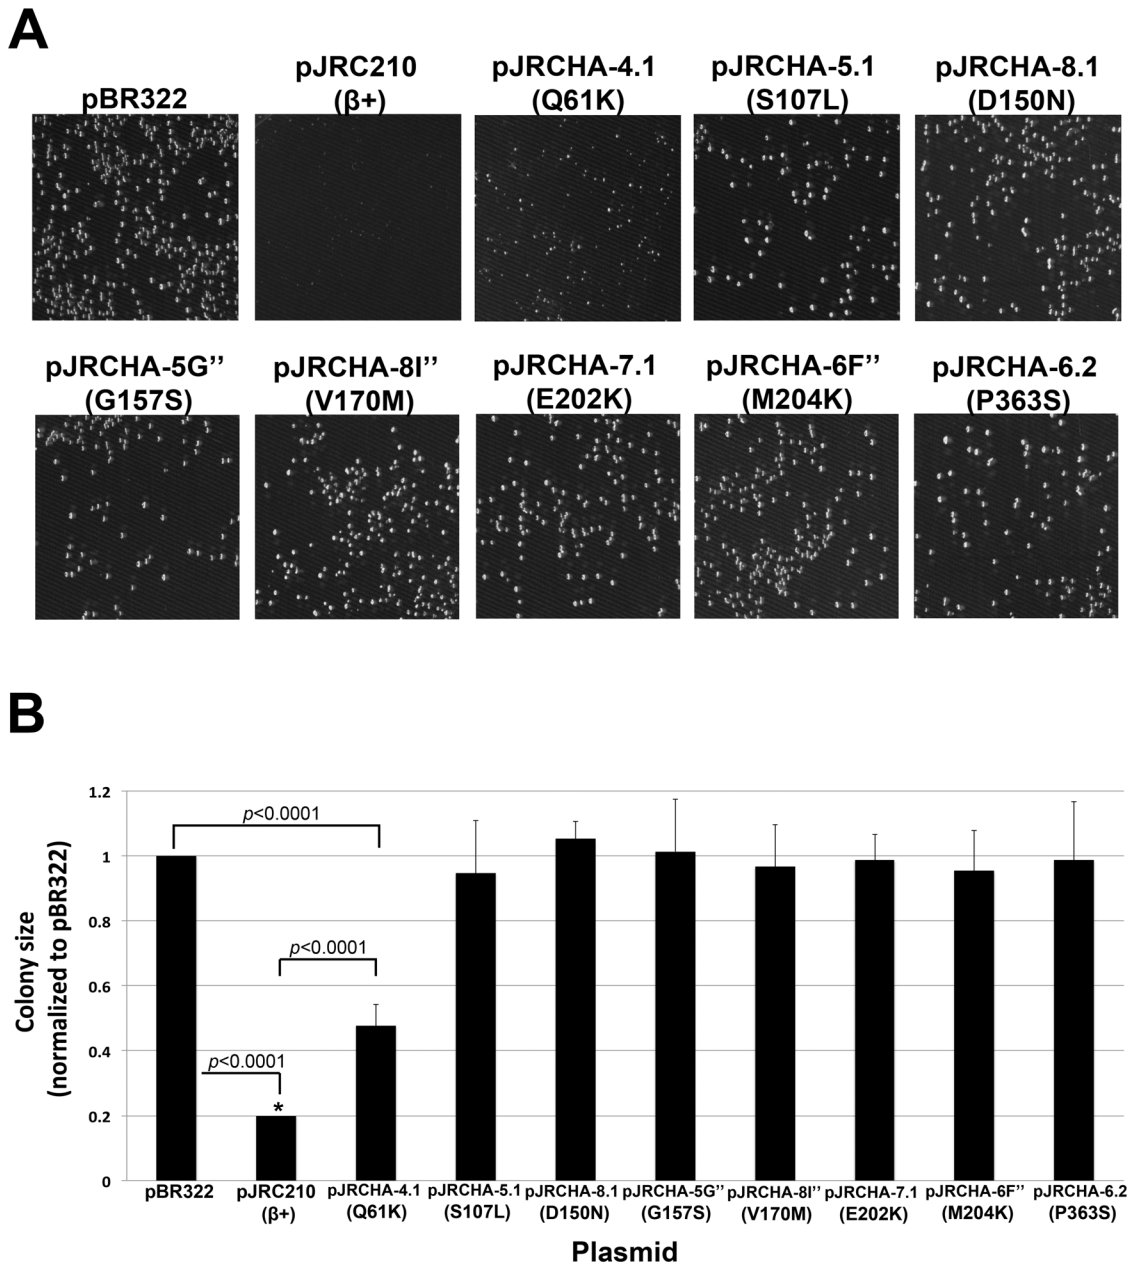 A
pBR322
pJRC210
(β+)
pJRCHA-4.1
(Q61K)
pJRCHA-5.1
(S107L)
pJRCHA-8.1
(D150N)
pJRCHA-5G’’
(G157S)
pJRCHA-8I’’
(V170M)
pJRCHA-7.1
(E202K)
pJRCHA-6F’’
(M204K)
pJRCHA-6.2
(P363S)
B
Colony size
(normalized to pBR322)
1.2
1
0.8
0.6
0.4
0.2
0
p<0.0001
p<0.0001
p<0.0001
*
pBR322
pJRC210
(β+)
pJRCHA-4.1
(Q61K)
pJRCHA-5.1
(S107L)
pJRCHA-8.1
(D150N)
pJRCHA-5G’’
(G157S)
pJRCHA-8I’’
(V170M)
pJRCHA-7.1
(E202K)
pJRCHA-6F’’
(M204K)
pJRCHA-6.2
(P363S)
Plasmid